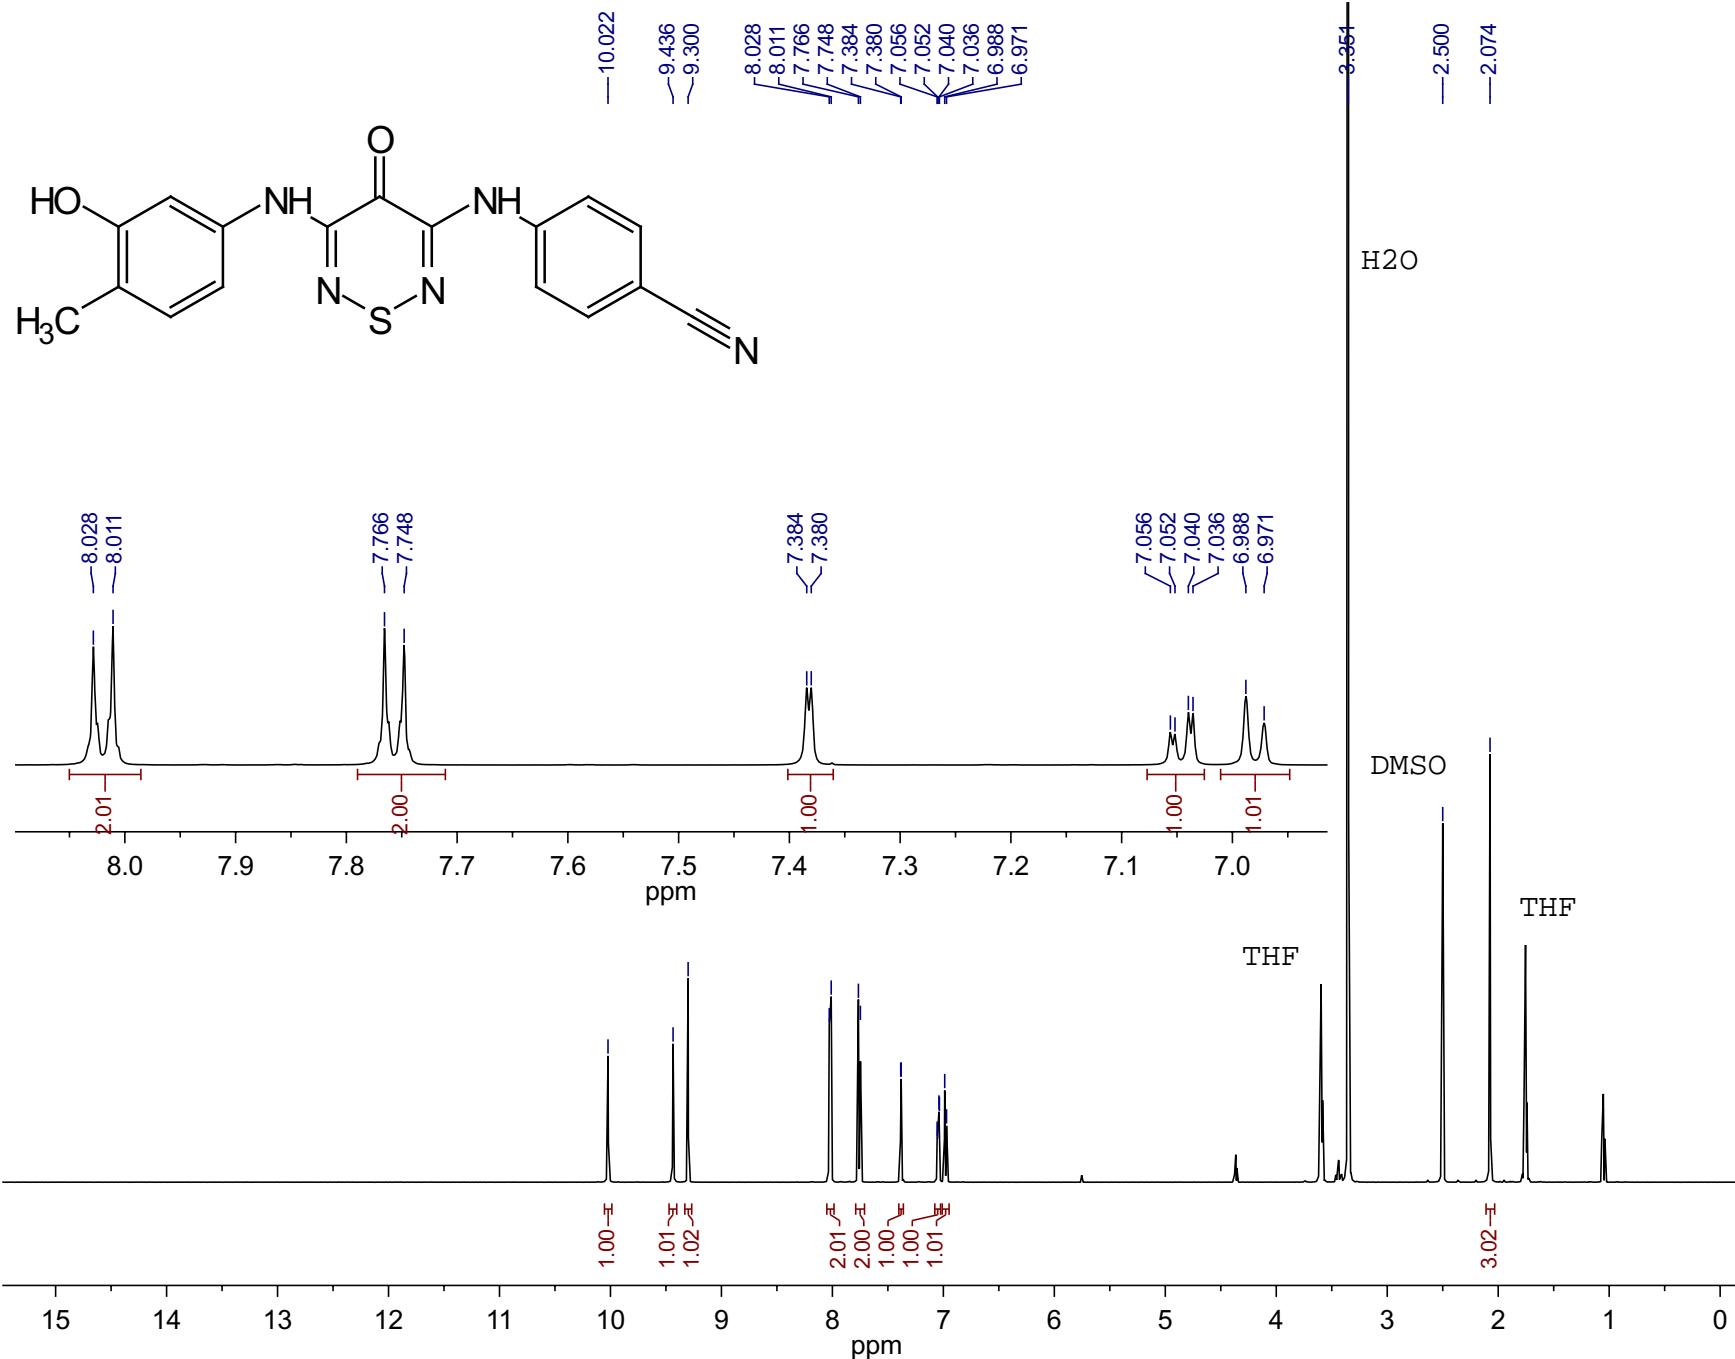 10.022
9.436
9.300
8.028
8.011
7.766
7.748
7.384
7.380
7.056
7.052
7.040
7.036
6.988
6.971
3.351
2.500
2.074
O
HO
NH
NH
H3C
N
N
S
N
H2O
8.028
8.011
7.766
7.748
7.384
7.380
7.056
7.052
7.040
7.036
6.988
6.971
DMSO
2.01
2.00
1.00
1.00
1.01
8.0 7.9 7.8 7.7 7.6 7.5 7.4 7.3 7.2 7.1 7.0
ppm
THF
THF
1.00
1.01
1.02
2.01
2.00
1.00
1.00
1.01
3.02
15 14 13 12 11 10 9 8 7 6 5 4 3 2 1 0
ppm